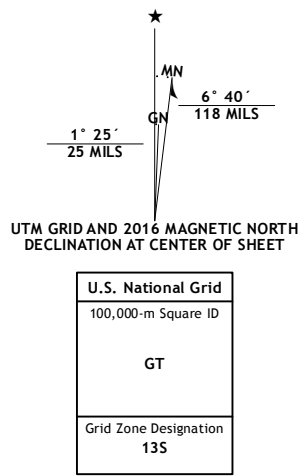 ★
MN
GN
6° 40´
118 MILS
1° 25´
25 MILS
UTM GRID AND 2016 MAGNETIC NORTH
DECLINATION AT CENTER OF SHEET
U.S. National Grid
100,000-m Square ID
GT
Grid Zone Designation
13S